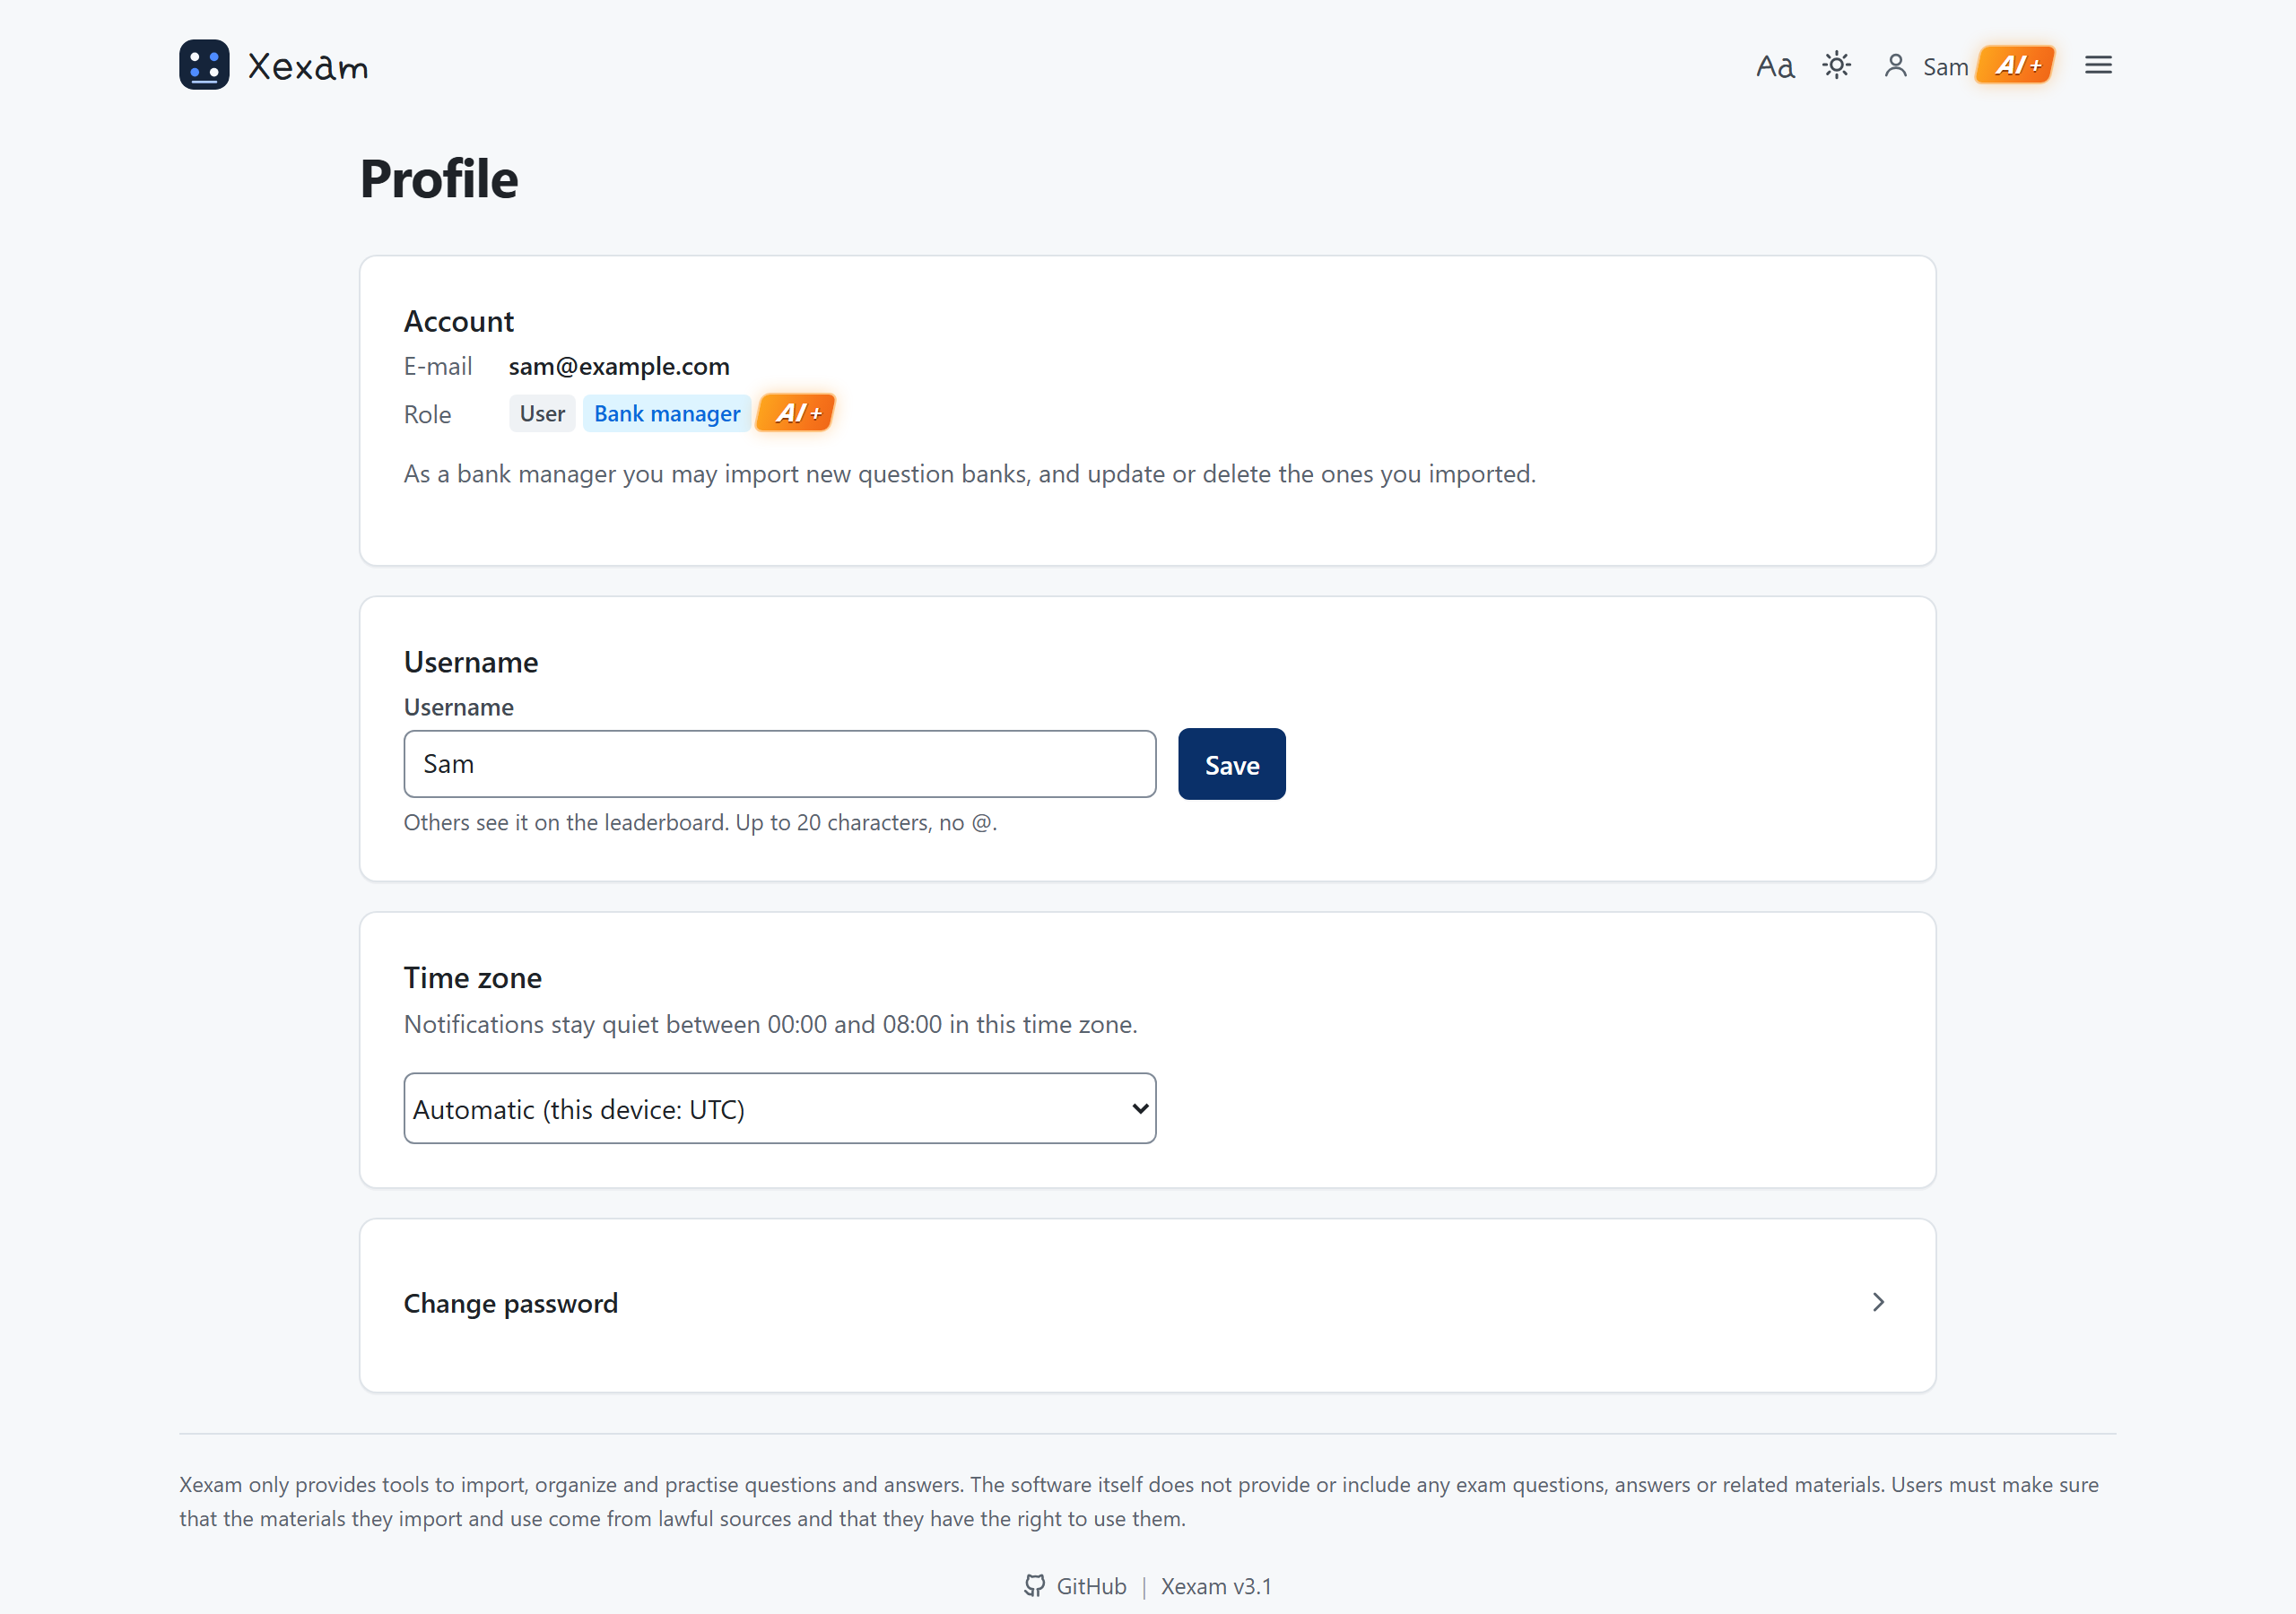 Xexam
Aa Sam AI+
Profile
Account
E-mail sam@example.com
Role User Bank manager AI+
As a bank manager you may import new question banks, and update or delete the ones you imported.
Username
Username
Sam Save
Others see it on the leaderboard. Up to 20 characters, no @.
Time zone
Notifications stay quiet between 00:00 and 08:00 in this time zone.
Automatic (this device: UTC)
Change password
Xexam only provides tools to import, organize and practise questions and answers. The software itself does not provide or include any exam questions, answers or related materials. Users must make sure
that the materials they import and use come from lawful sources and that they have the right to use them.
GitHub | Xexam v3.1